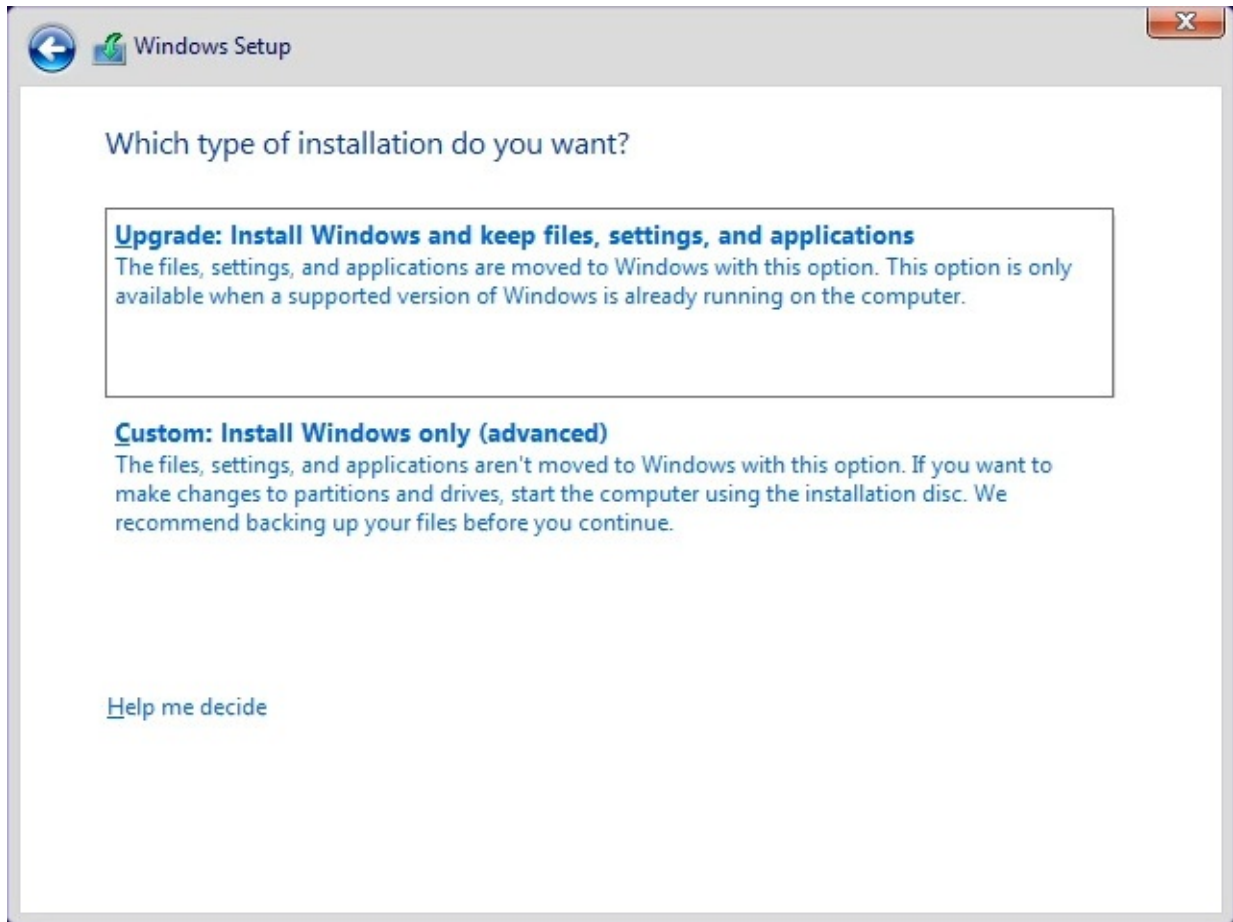 Windows Setup
Which type of installation do you want?
Upgrade: Install Windows and keep files, settings, and applications
The files, settings, and applications are moved to Windows with this option. This option is only
available when a supported version of Windows is already running on the computer.
Custom: Install Windows only (advanced)
The files, settings, and applications aren't moved to Windows with this option. If you want to
make changes to partitions and drives, start the computer using the installation disc. We
recommend backing up your files before you continue.
Help me decide